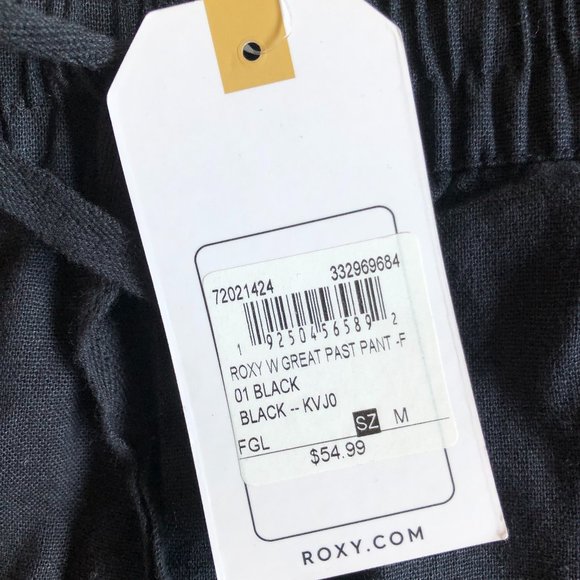 72021424 332969684
1 92504 56589 2
ROXY W GREAT PAST PANT -F
01 BLACK
BLACK -- KVJ0
FGL SZ M
$54.99
ROXY.COM